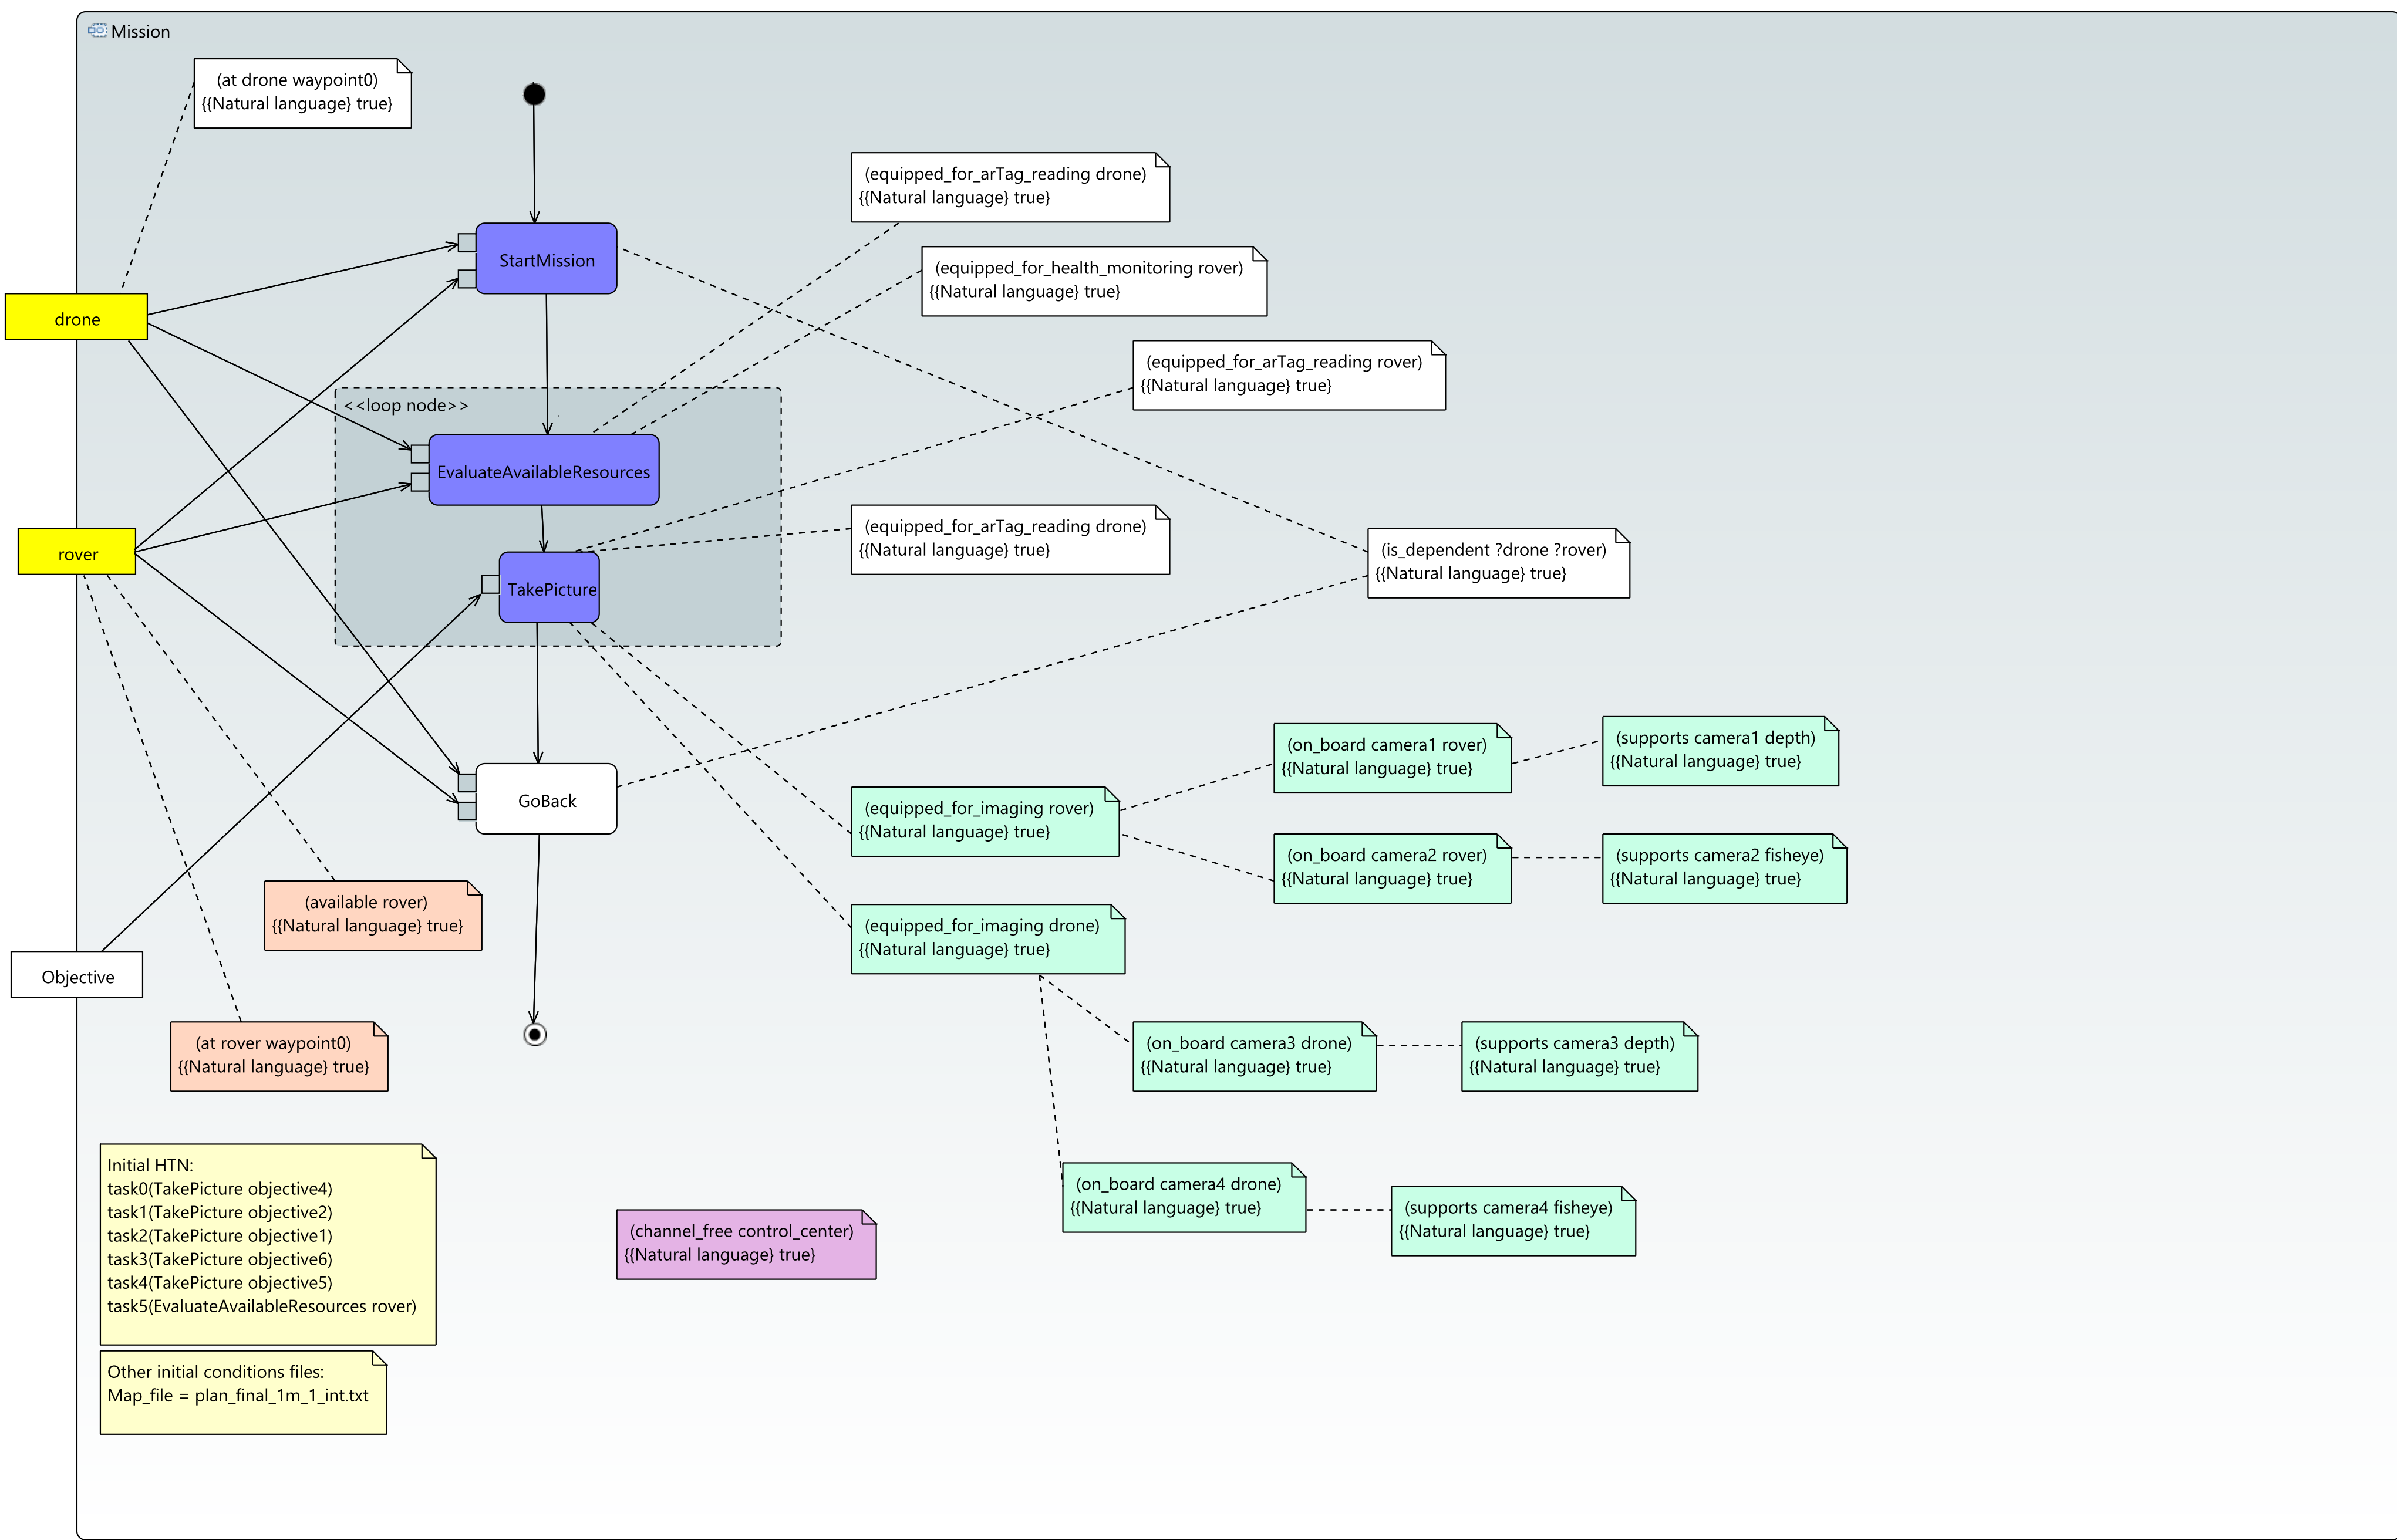 Mission
(at drone waypoint0)
{{Natural language} true}
(equipped_for_arTag_reading drone)
{{Natural language} true}
StartMission
(equipped_for_health_monitoring rover)
{{Natural language} true}
drone
(equipped_for_arTag_reading rover)
{{Natural language} true}
<<loop node>>
EvaluateAvailableResources
(equipped_for_arTag_reading drone)
{{Natural language} true}
rover
(is_dependent ?drone ?rover)
{{Natural language} true}
TakePicture
(on_board camera1 rover)
{{Natural language} true}
(supports camera1 depth)
{{Natural language} true}
GoBack
(equipped_for_imaging rover)
{{Natural language} true}
(on_board camera2 rover)
{{Natural language} true}
(supports camera2 fisheye)
{{Natural language} true}
(available rover)
{{Natural language} true}
(equipped_for_imaging drone)
{{Natural language} true}
Objective
(at rover waypoint0)
{{Natural language} true}
(on_board camera3 drone)
{{Natural language} true}
(supports camera3 depth)
{{Natural language} true}
Initial HTN:
task0(TakePicture objective4)
task1(TakePicture objective2)
task2(TakePicture objective1)
task3(TakePicture objective6)
task4(TakePicture objective5)
task5(EvaluateAvailableResources rover)
(channel_free control_center)
{{Natural language} true}
(on_board camera4 drone)
{{Natural language} true}
(supports camera4 fisheye)
{{Natural language} true}
Other initial conditions files:
Map_file = plan_final_1m_1_int.txt